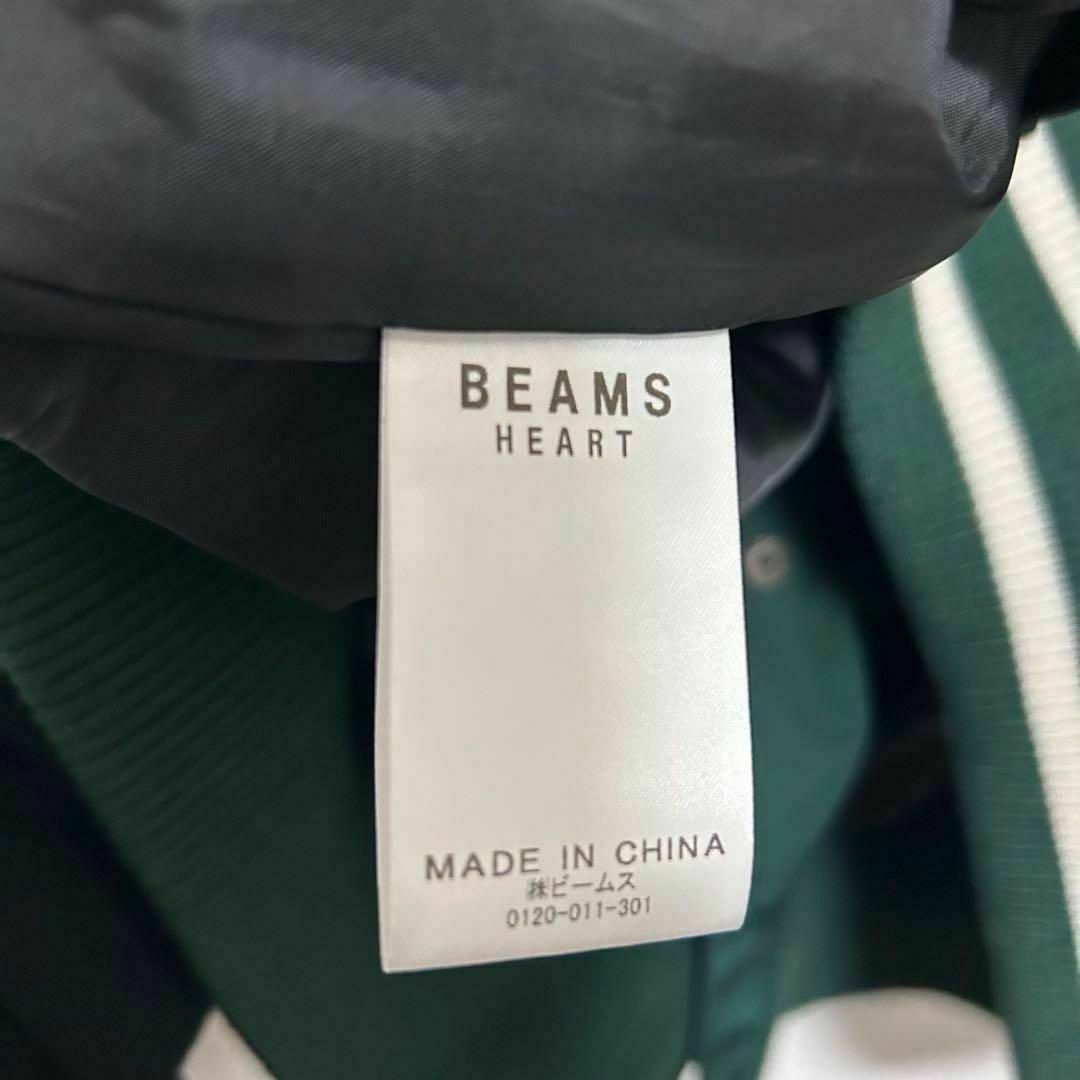 BEAMS
HEART
MADE IN CHINA
㈱ビームス
0120-011-301